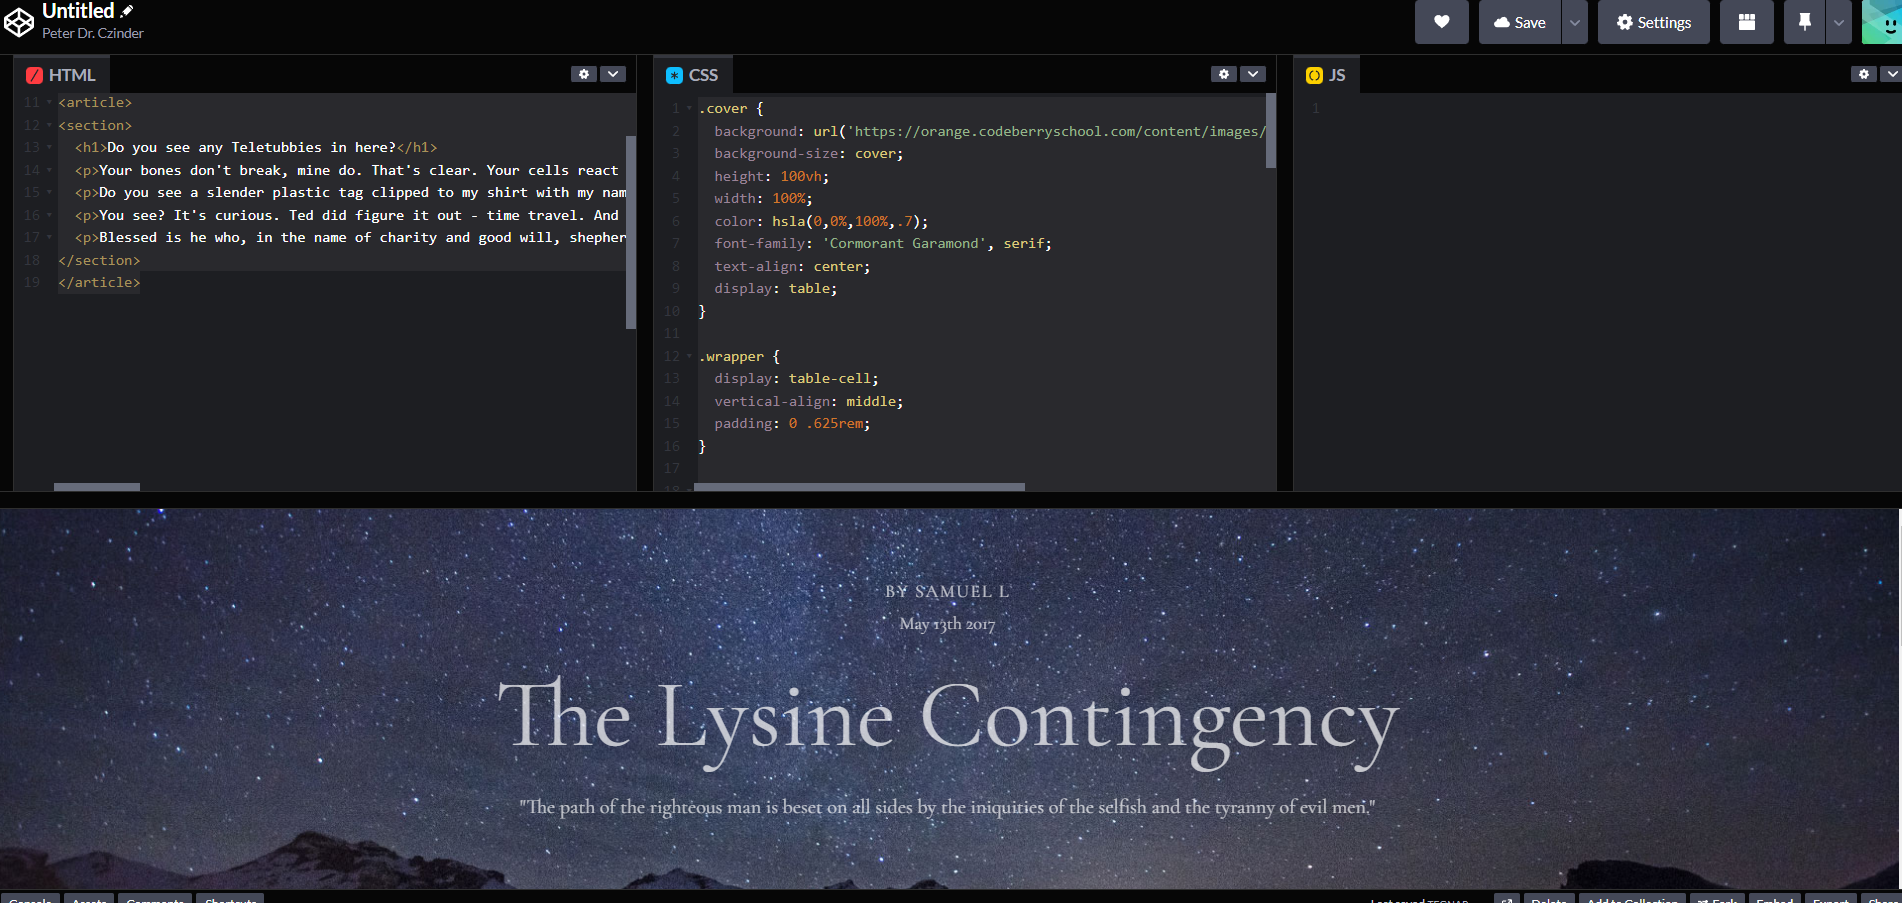 Untitled
Peter Dr. Czinder
Save
Settings
HTML
11 <article>
12 <section>
13 <h1>Do you see any Teletubbies in here?</h1>
14 <p>Your bones don't break, mine do. That's clear. Your cells react
15 <p>Do you see a slender plastic tag clipped to my shirt with my nam
16 <p>You see? It's curious. Ted did figure it out - time travel. And
17 <p>Blessed is he who, in the name of charity and good will, shepher
18 </section>
19 </article>
CSS
1 .cover {
2 background: url('https://orange.codeberryschool.com/content/images/
3 background-size: cover;
4 height: 100vh;
5 width: 100%;
6 color: hsla(0,0%,100%,.7);
7 font-family: 'Cormorant Garamond', serif;
8 text-align: center;
9 display: table;
10 }
11
12 .wrapper {
13 display: table-cell;
14 vertical-align: middle;
15 padding: 0 .625rem;
16 }
17
18
JS
1
BY SAMUEL L
May 13th 2017
The Lysine Contingency
"The path of the righteous man is beset on all sides by the iniquities of the selfish and the tyranny of evil men."
Console Assets Comments Shortcuts
Last saved TEGNAP Delete Add to Collection Fork Embed Export Share